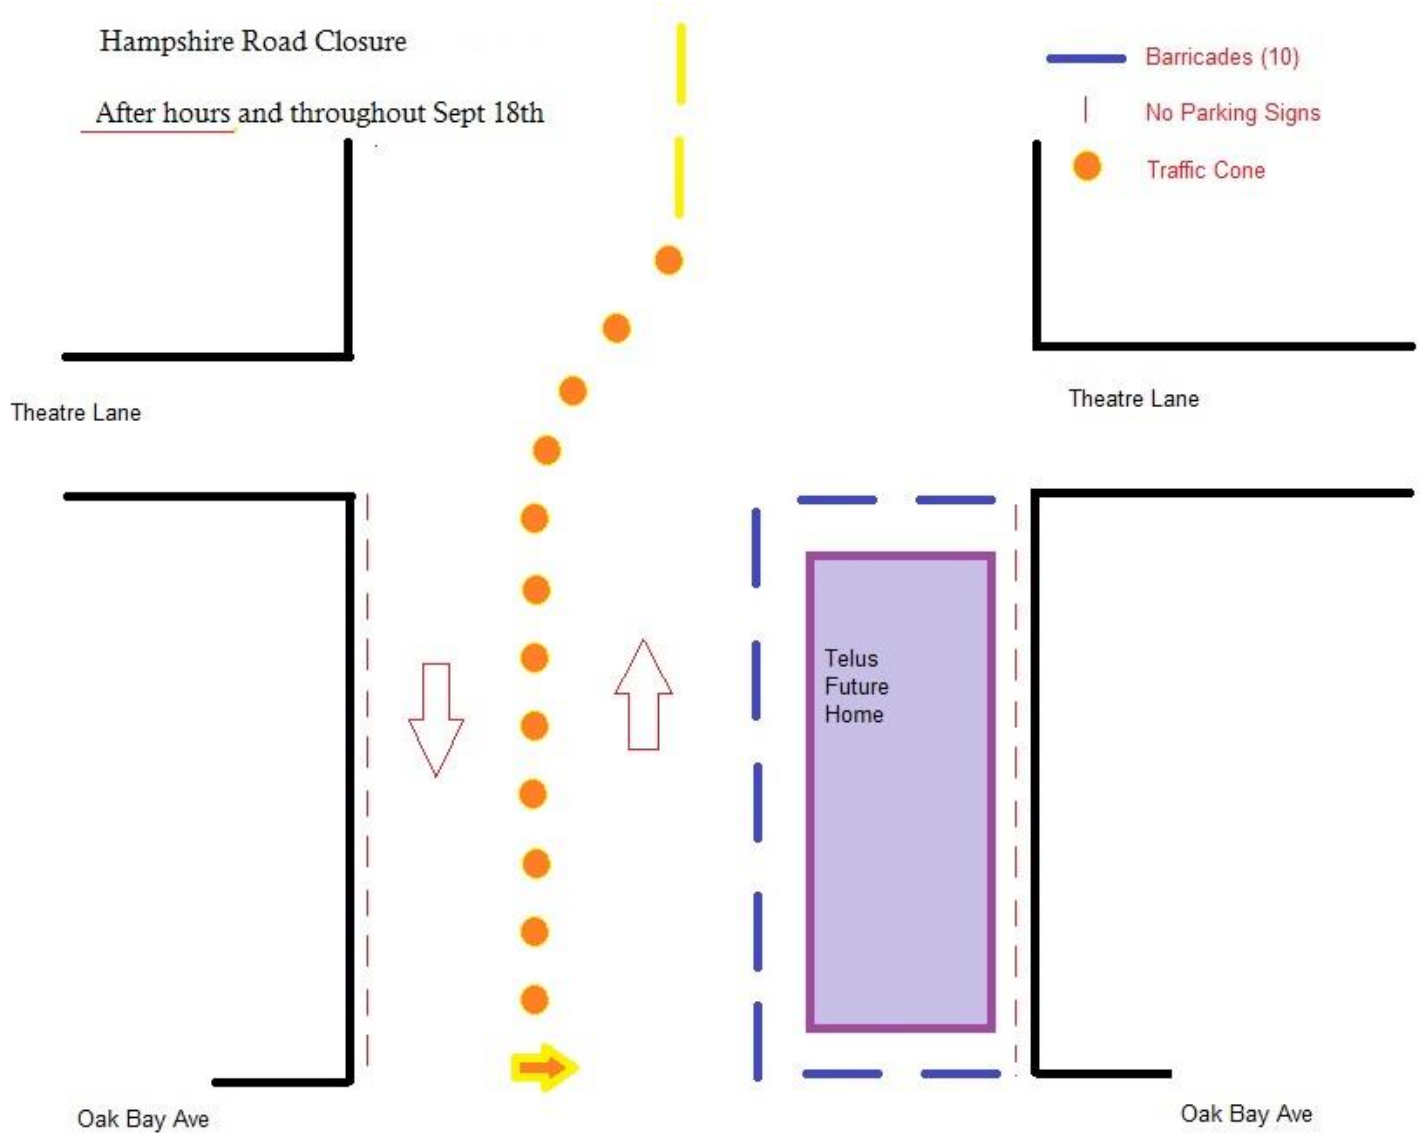 Hampshire Road Closure
After hours and throughout Sept 18th
Barricades (10)
No Parking Signs
Traffic Cone
Theatre Lane
Theatre Lane
Telus
Future
Home
Oak Bay Ave
Oak Bay Ave